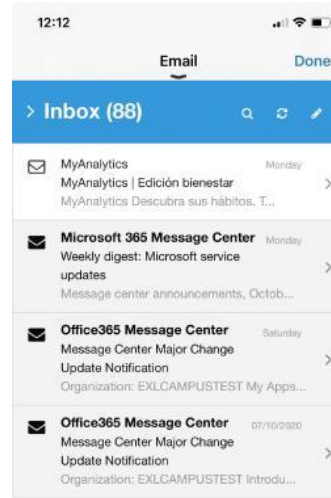 12:12
Email Done
> Inbox (88)
MyAnalytics Monday
MyAnalytics | Edición bienestar
MyAnalytics Descubra sus hábitos. T...
Microsoft 365 Message Center Monday
Weekly digest: Microsoft service
updates
Message center announcements, Octob...
Office365 Message Center Saturday
Message Center Major Change
Update Notification
Organization: EXLCAMPUSTEST My Apps...
Office365 Message Center 07/10/2020
Message Center Major Change
Update Notification
Organization: EXLCAMPUSTEST Introdu...